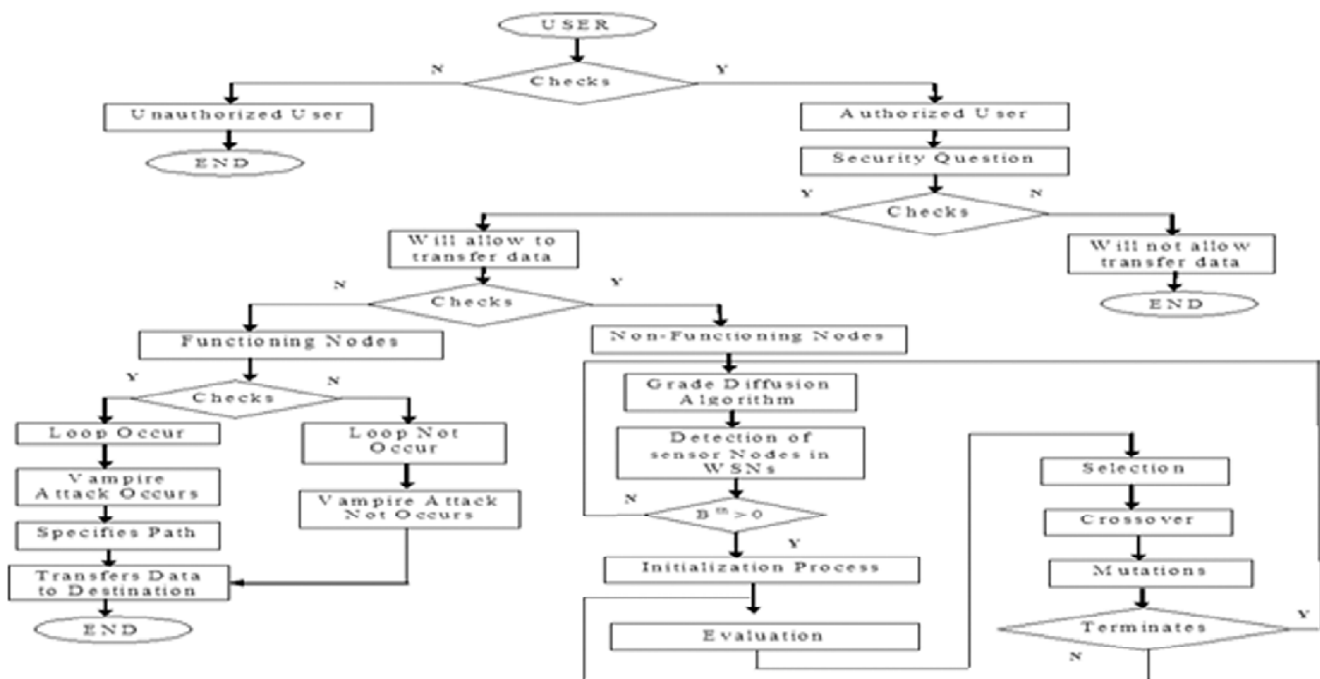 USER
N
Checks
Y
Unauthorized User
Authorized User
END
Security Question
Y
Checks
N
Will allow to
transfer data
Will not allow
transfer data
N
Checks
Y
END
Functioning Nodes
Non-Functioning Nodes
Y
Checks
N
Grade Diffusion
Algorithm
Loop Occur
Loop Not
Occur
Detection of
sensor Nodes in
WSNs
Vampire
Attack Occurs
Vampire Attack
Not Occurs
Selection
N
B^th > 0
Y
Specifies Path
Crossover
Transfers Data
to Destination
Initialization Process
Mutations
END
Evaluation
Terminates
Y
N